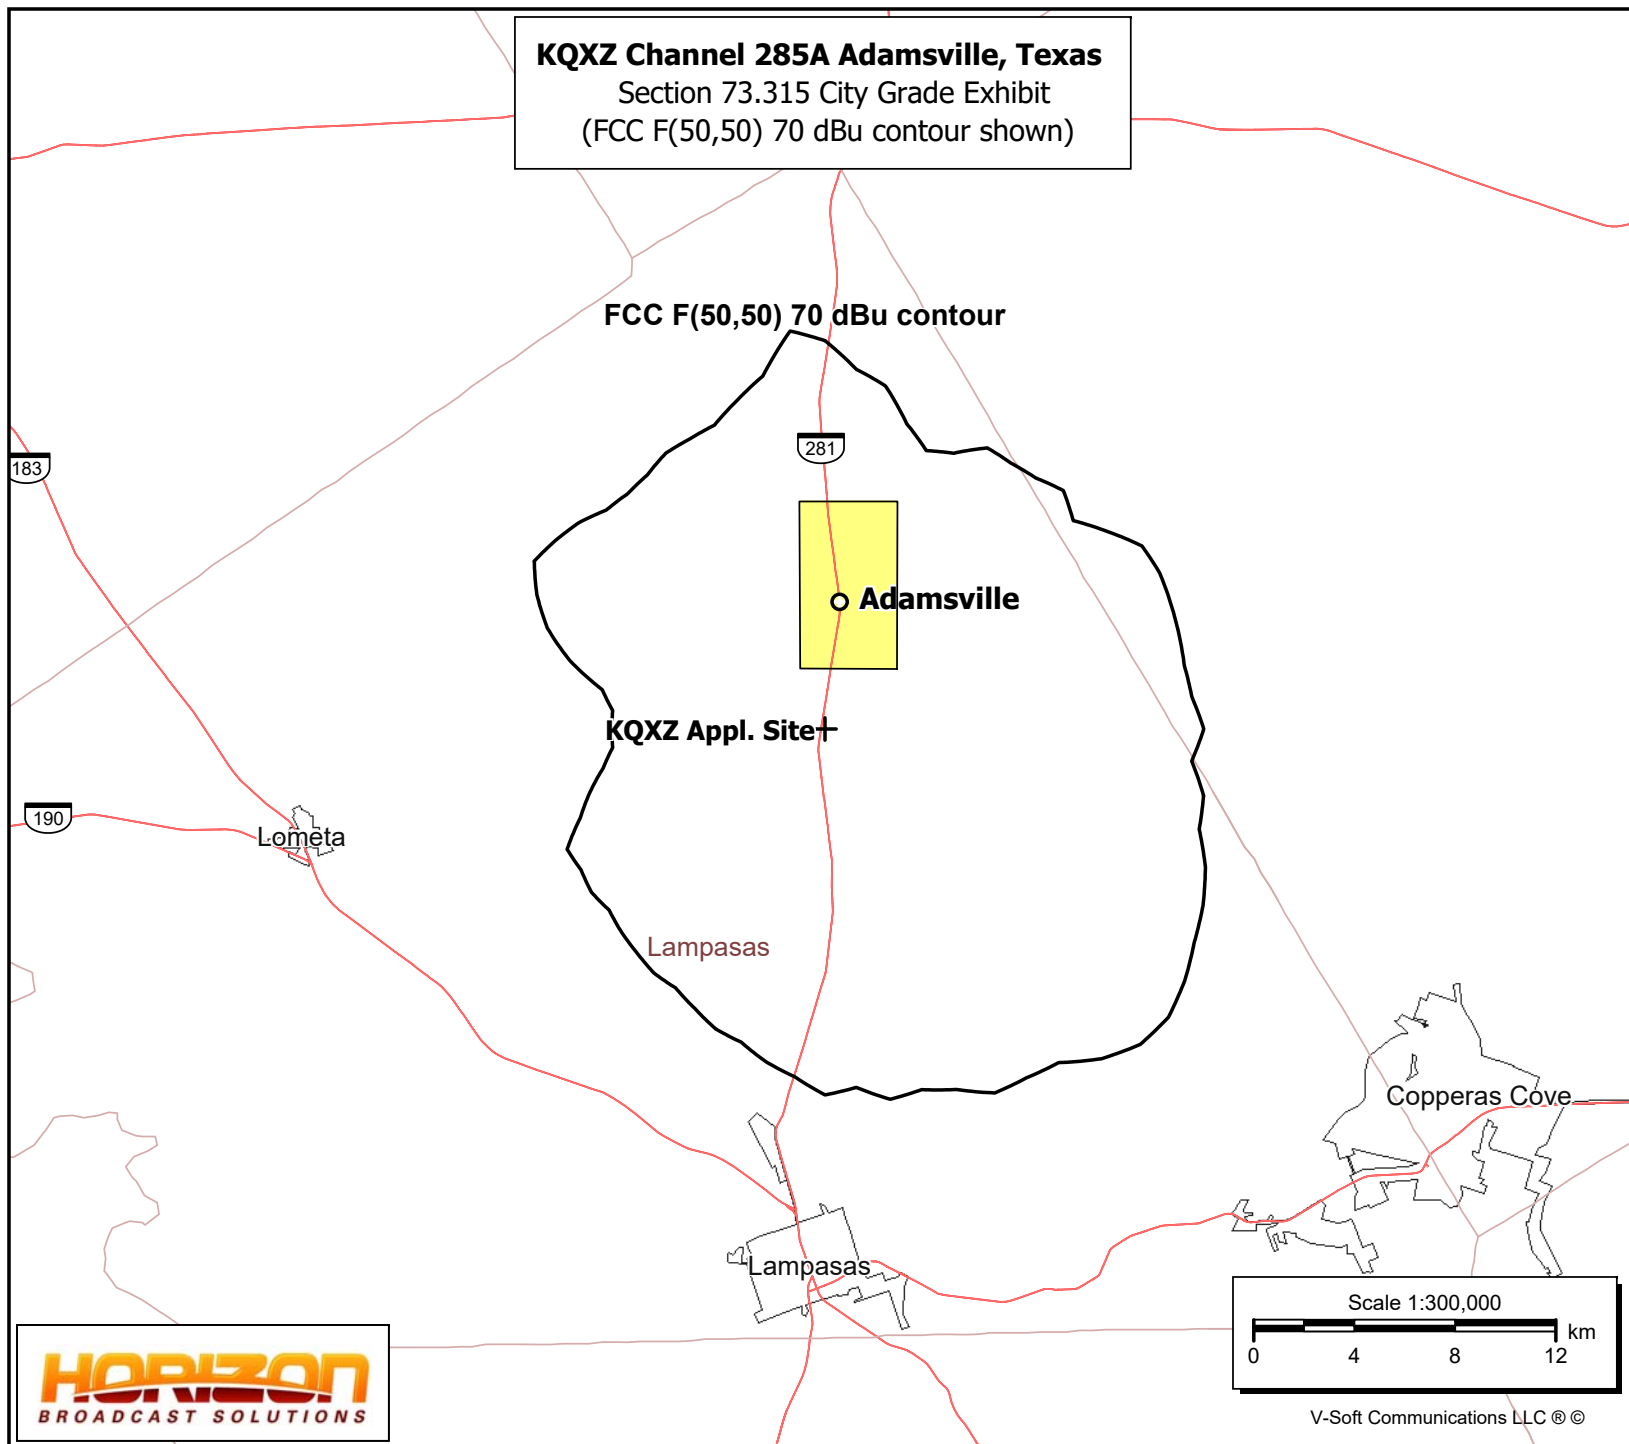 KQXZ Channel 285A Adamsville, Texas
Section 73.315 City Grade Exhibit
(FCC F(50,50) 70 dBu contour shown)
FCC F(50,50) 70 dBu contour
281
183
Adamsville
KQXZ Appl. Site
190
Lometa
Lampasas
Copperas Cove
Lampasas
Scale 1:300,000
km
0 4 8 12
HORIZON
BROADCAST SOLUTIONS
V-Soft Communications LLC ® ©